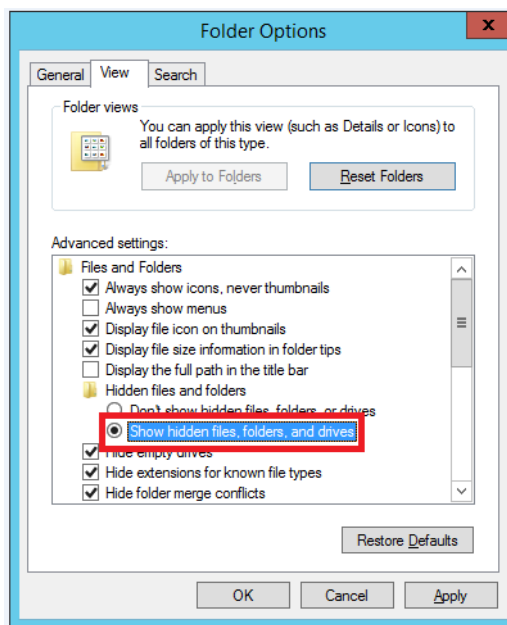 Folder Options
x
General View Search
Folder views
You can apply this view (such as Details or Icons) to
all folders of this type.
Apply to Folders Reset Folders
Advanced settings:
Files and Folders
Always show icons, never thumbnails
Always show menus
Display file icon on thumbnails
Display file size information in folder tips
Display the full path in the title bar
Hidden files and folders
Don't show hidden files, folders, or drives
Show hidden files, folders, and drives
Hide empty drives
Hide extensions for known file types
Hide folder merge conflicts
Restore Defaults
OK Cancel Apply